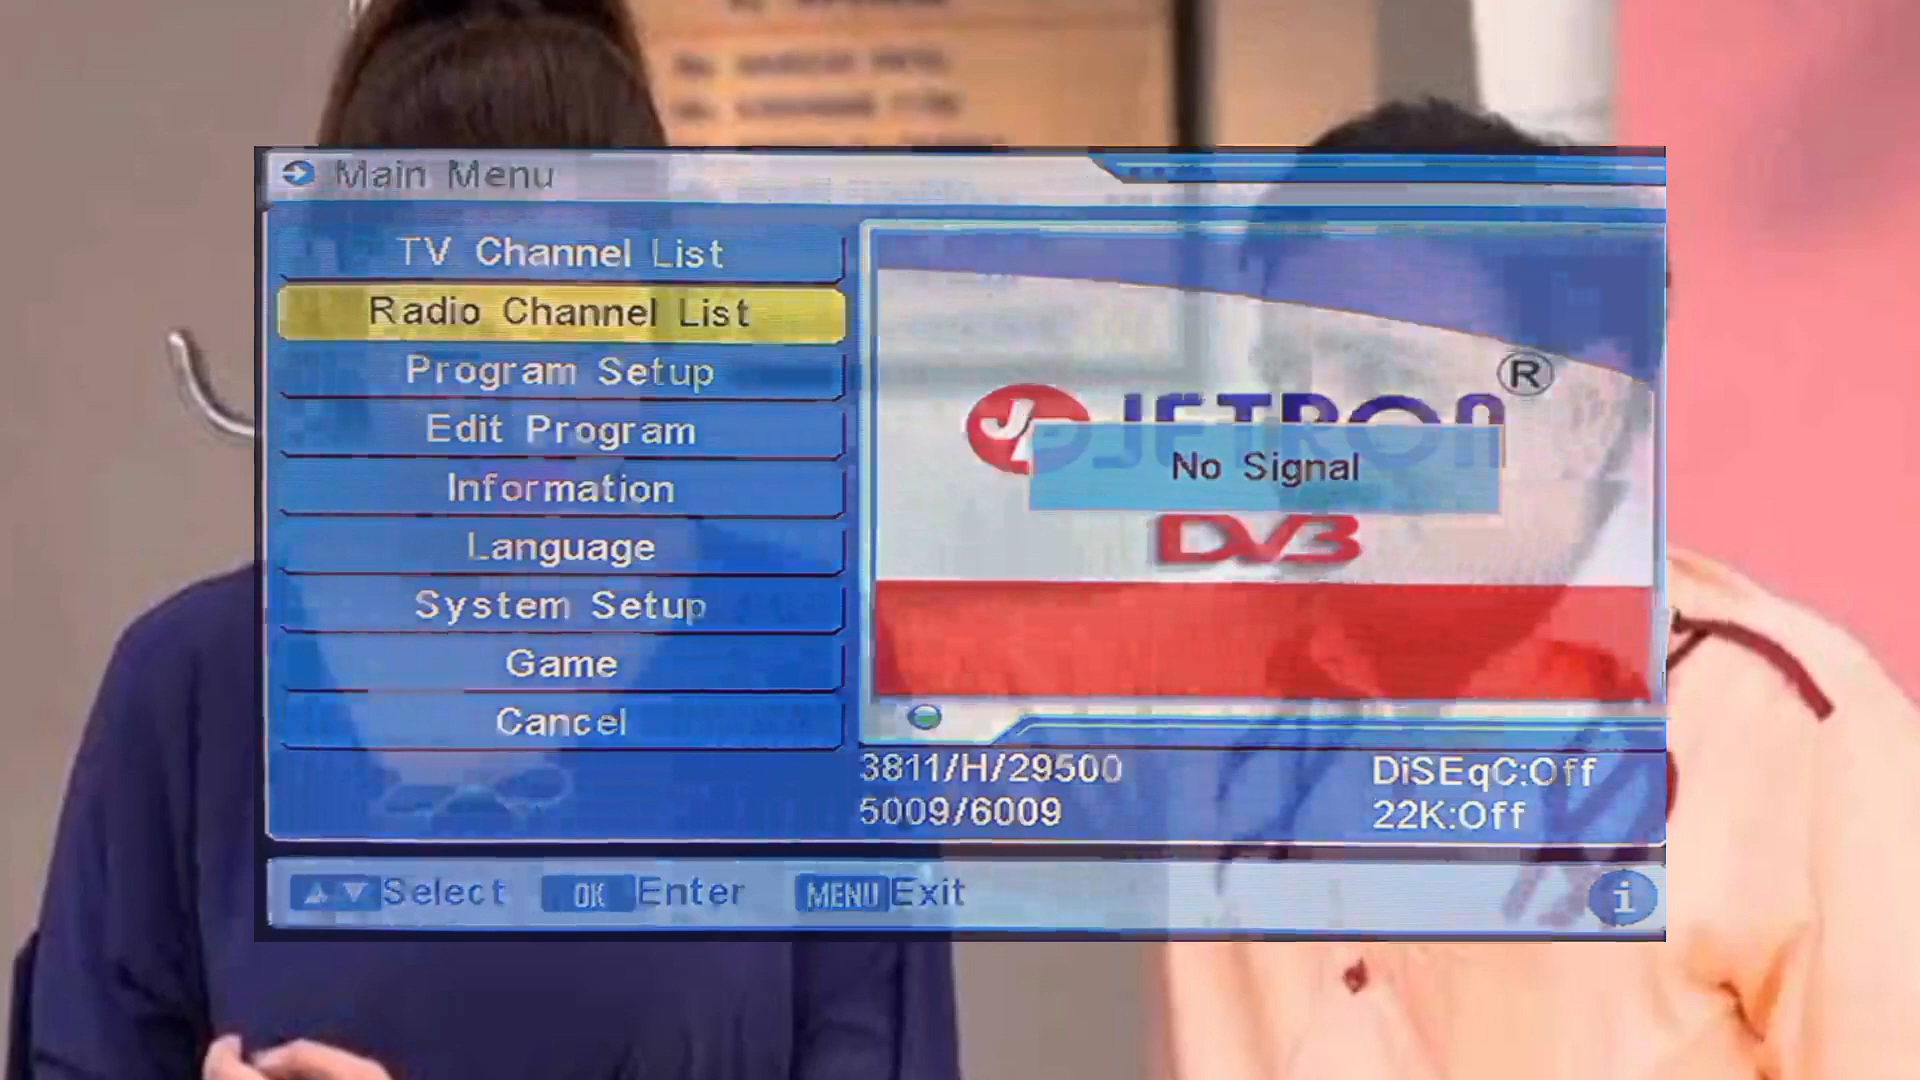 Main Menu
TV Channel List
Radio Channel List
Program Setup
Edit Program
Information
Language
System Setup
Game
Cancel
®
JETRON
No Signal
DVB
3811/H/29500
DiSEqC:Off
5009/6009
22K:Off
Select
OK Enter
MENU Exit
i